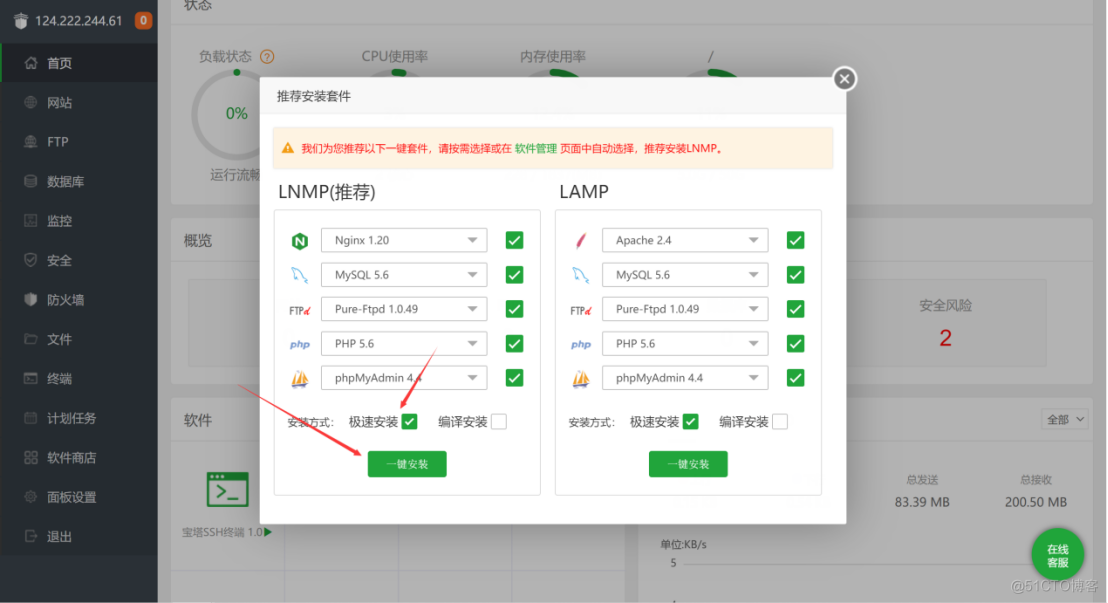 124.222.244.61 0
首页
网站
FTP
数据库
监控
安全
防火墙
文件
终端
计划任务
软件商店
面板设置
退出
状态
负载状态 ? CPU使用率 内存使用率 /
0%
运行流畅
概览
安全风险
2
软件
全部
宝塔SSH终端 1.0
总发送 总接收
83.39 MB 200.50 MB
单位:KB/s
5
推荐安装套件
我们为您推荐以下一键套件，请按需选择或在 软件管理 页面中自动选择，推荐安装LNMP。
LNMP(推荐)
Nginx 1.20
MySQL 5.6
FTPd Pure-Ftpd 1.0.49
php PHP 5.6
phpMyAdmin 4.4
安装方式: 极速安装 编译安装
一键安装
LAMP
Apache 2.4
MySQL 5.6
FTPd Pure-Ftpd 1.0.49
php PHP 5.6
phpMyAdmin 4.4
安装方式: 极速安装 编译安装
一键安装
在线
客服
@51CTO博客